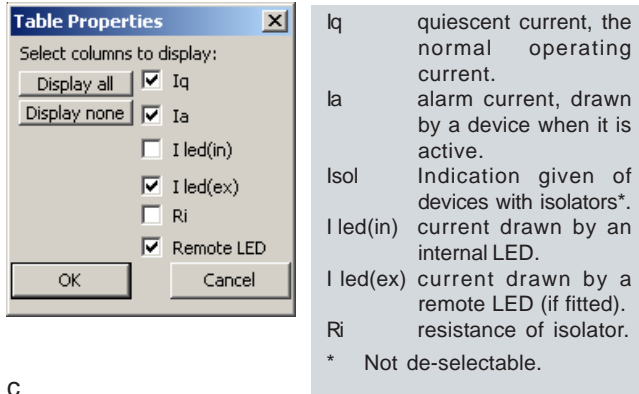 Table Properties
Select columns to display:
Display all Iq
Display none Ia
I led(in)
I led(ex)
Ri
Remote LED
OK Cancel
Iq quiescent current, the
normal operating
current.
Ia alarm current, drawn
by a device when it is
active.
Isol Indication given of
devices with isolators*.
I led(in) current drawn by an
internal LED.
I led(ex) current drawn by a
remote LED (if fitted).
Ri resistance of isolator.
* Not de-selectable.
c